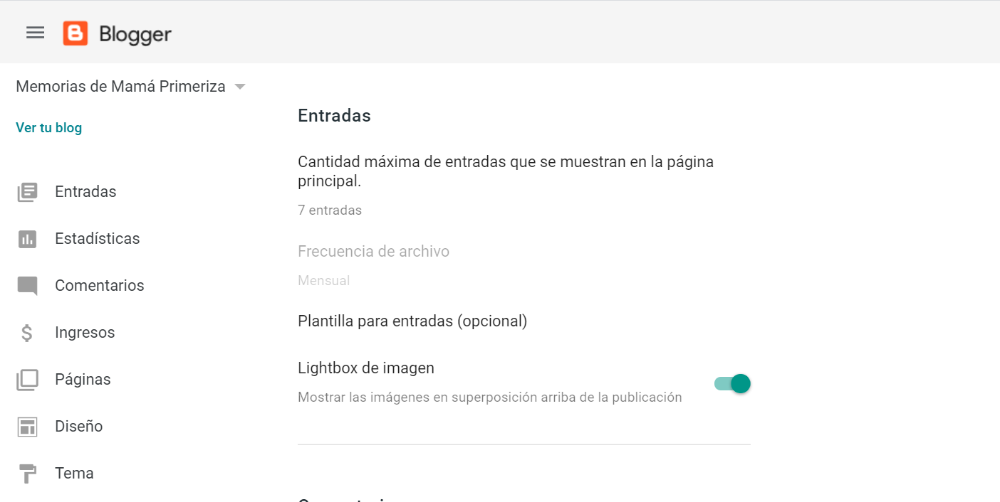 Blogger
Memorias de Mamá Primeriza
Ver tu blog
Entradas
Estadísticas
Comentarios
Ingresos
Páginas
Diseño
Tema
Entradas
Cantidad máxima de entradas que se muestran en la página
principal.
7 entradas
Frecuencia de archivo
Mensual
Plantilla para entradas (opcional)
Lightbox de imagen
Mostrar las imágenes en superposición arriba de la publicación